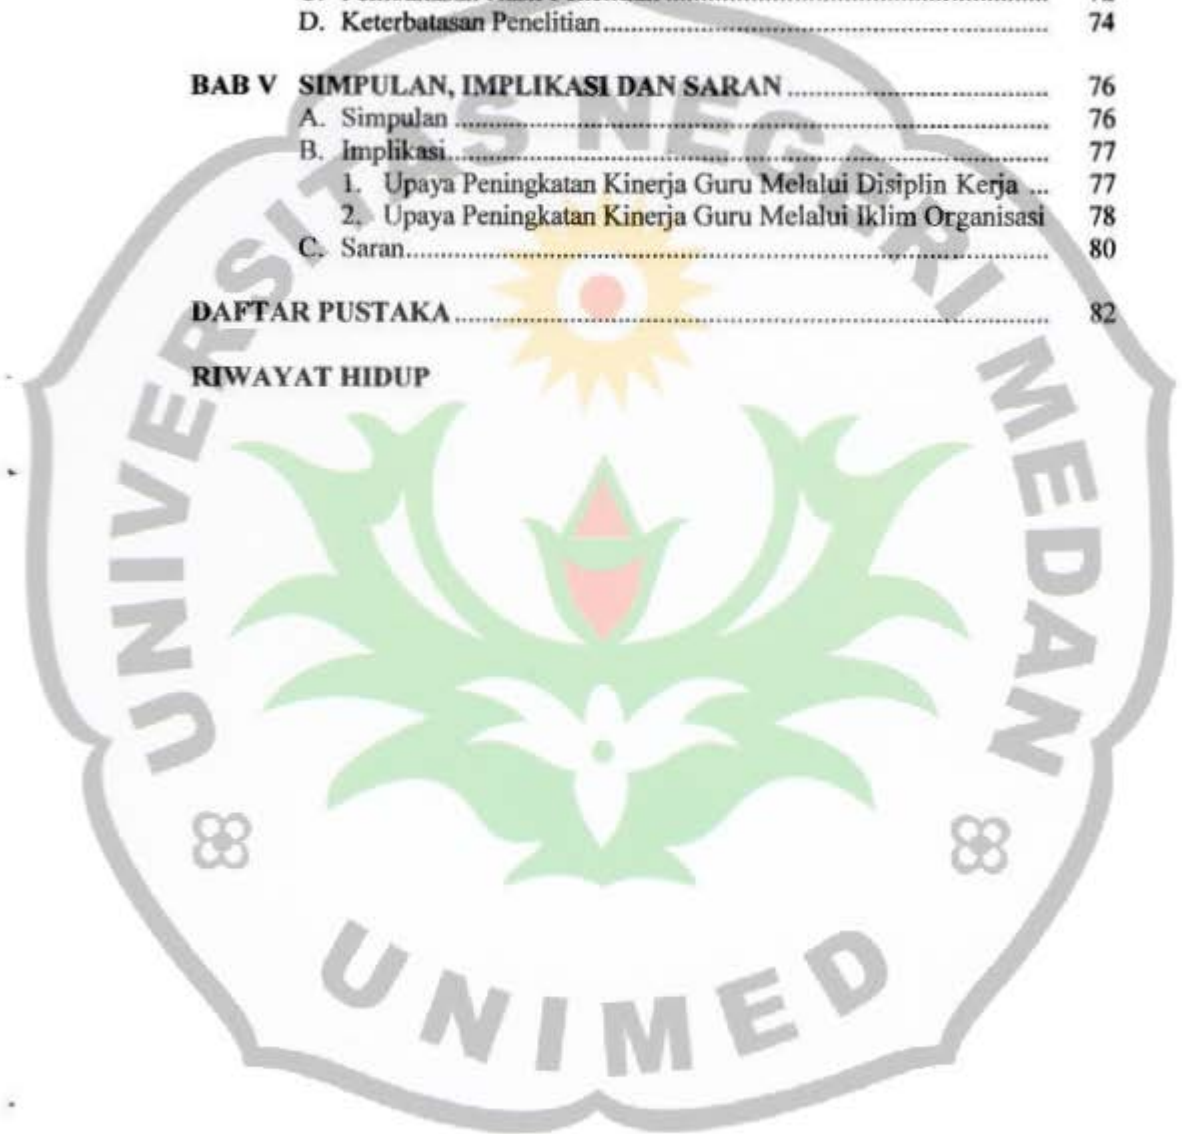 D. Keterbatasan Penelitian ........ 74
BAB V SIMPULAN, IMPLIKASI DAN SARAN ........ 76
A. Simpulan ........ 76
B. Implikasi ........ 77
1. Upaya Peningkatan Kinerja Guru Melalui Disiplin Kerja ... 77
2. Upaya Peningkatan Kinerja Guru Melalui Iklim Organisasi 78
C. Saran ........ 80
DAFTAR PUSTAKA ........ 82
RIWAYAT HIDUP
UNIVERSITAS NEGERI MEDAN
UNIMED